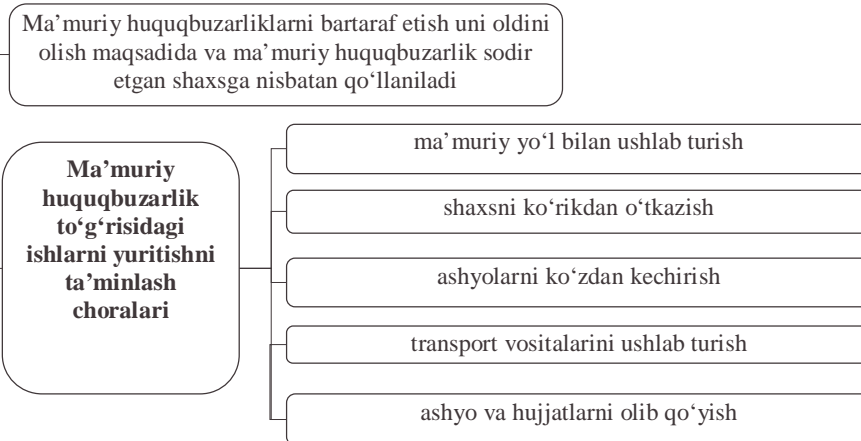 Ma’muriy huquqbuzarliklarni bartaraf etish uni oldini
olish maqsadida va ma’muriy huquqbuzarlik sodir
etgan shaxsga nisbatan qo‘llaniladi
Ma’muriy
huquqbuzarlik
to‘g‘risidagi
ishlarni yuritishni
ta’minlash
choralari
ma’muriy yo‘l bilan ushlab turish
shaxsni ko‘rikdan o‘tkazish
ashyolarni ko‘zdan kechirish
transport vositalarini ushlab turish
ashyo va hujjatlarni olib qo‘yish